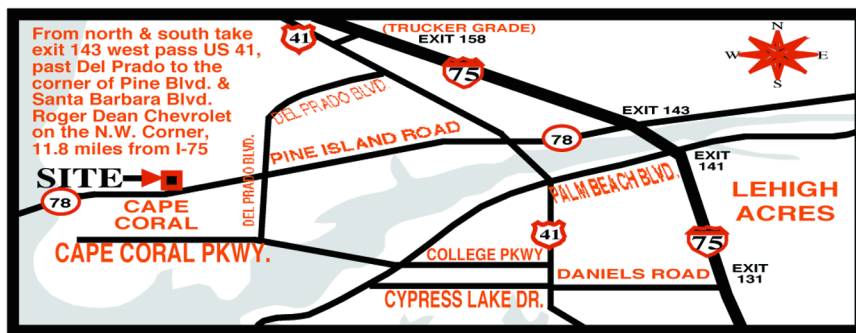 From north & south take
exit 143 west pass US 41,
past Del Prado to the
corner of Pine Blvd. &
Santa Barbara Blvd.
Roger Dean Chevrolet
on the N.W. Corner,
11.8 miles from I-75
41
(TRUCKER GRADE)
EXIT 158
75
N
W
E
S
DEL PRADO BLVD.
EXIT 143
PINE ISLAND ROAD
78
DEL PRADO BLVD.
SITE
78
CAPE
CORAL
EXIT
141
PALM BEACH BLVD.
LEHIGH
ACRES
CAPE CORAL PKWY.
41
75
COLLEGE PKWY
DANIELS ROAD
EXIT
131
CYPRESS LAKE DR.